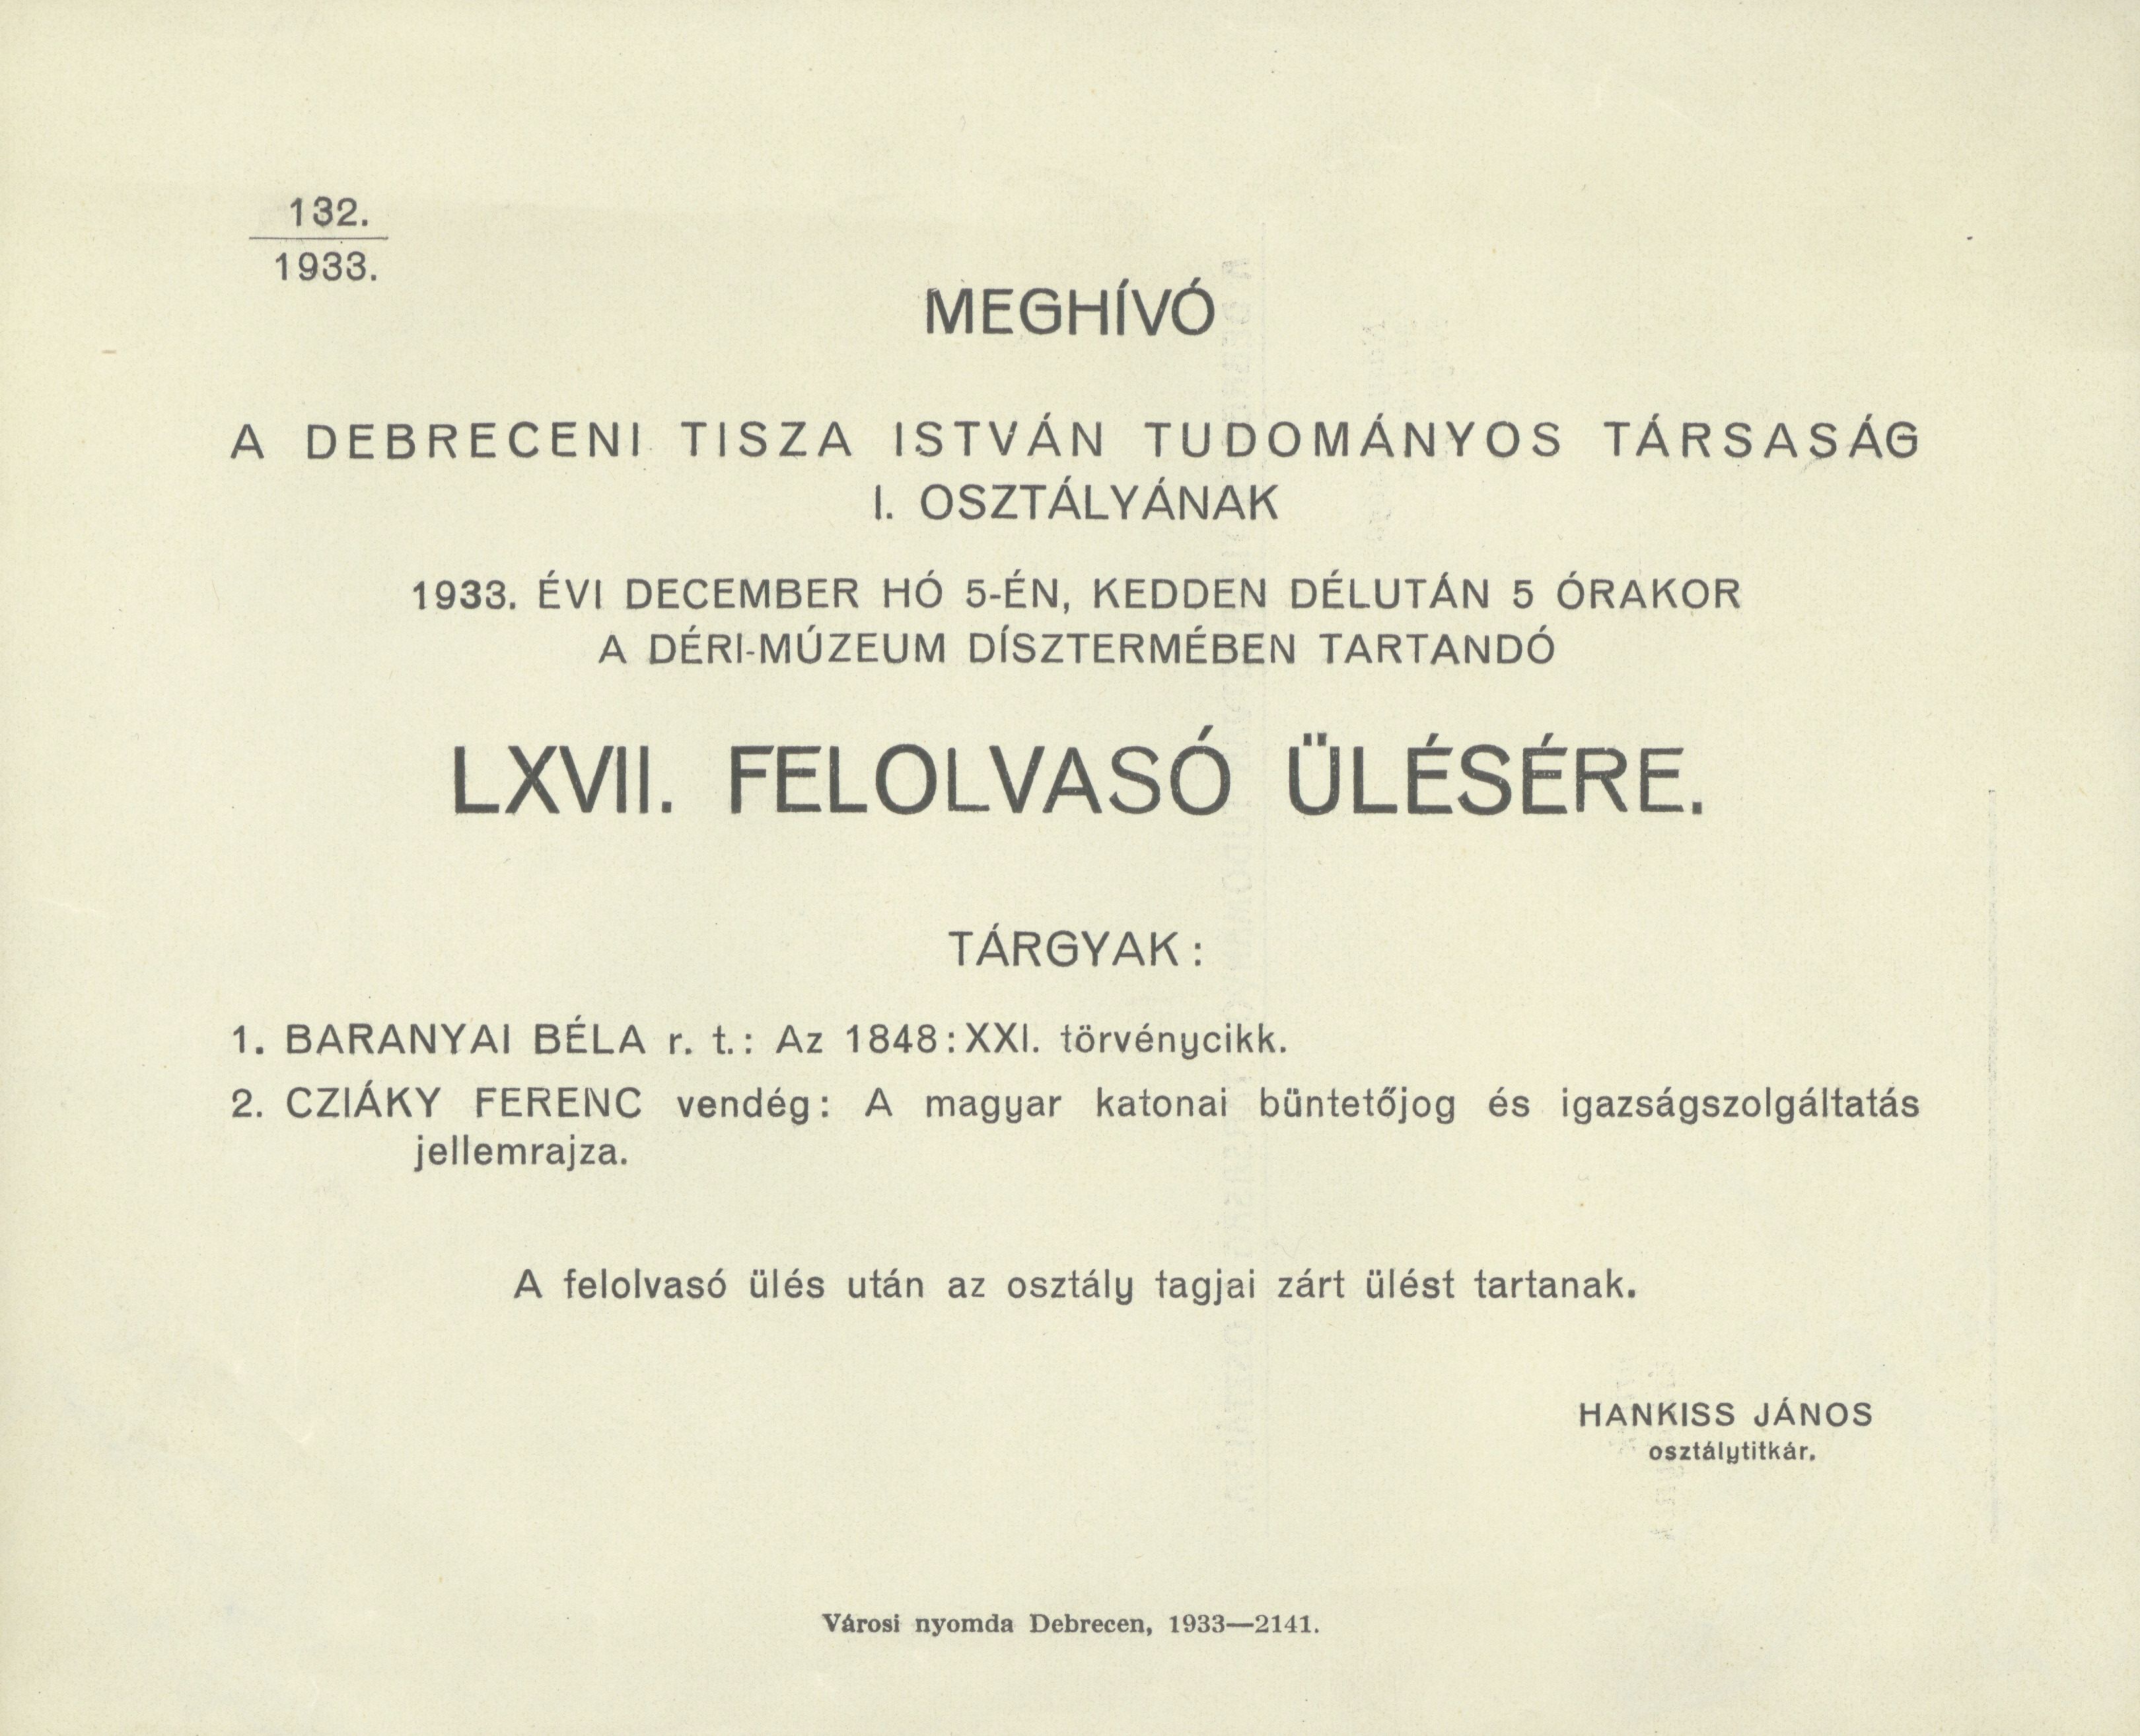 132.
1933.
MEGHÍVÓ
A DEBRECENI TISZA ISTVÁN TUDOMÁNYOS TÁRSASÁG
I. OSZTÁLYÁNAK
1933. ÉVI DECEMBER HÓ 5-ÉN, KEDDEN DÉLUTÁN 5 ÓRAKOR
A DÉRI-MÚZEUM DÍSZTERMÉBEN TARTANDÓ
LXVII. FELOLVASÓ ÜLÉSÉRE.
TÁRGYAK:
1. BARANYAI BÉLA r. t.: Az 1848:XXI. törvénycikk.
2. CZIÁKY FERENC vendég: A magyar katonai büntetőjog és igazságszolgáltatás
jellemrajza.
A felolvasó ülés után az osztály tagjai zárt ülést tartanak.
HANKISS JÁNOS
osztálytitkár.
Városi nyomda Debrecen, 1933—2141.